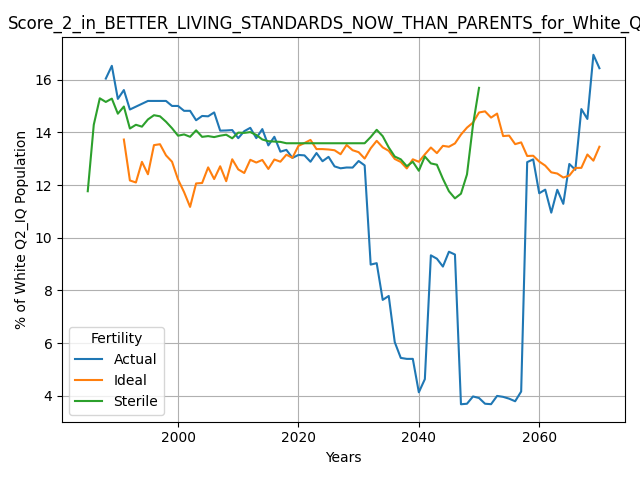 Score_2_in_BETTER_LIVING_STANDARDS_NOW_THAN_PARENTS_for_White_Q
16
14
12
10
8
6
4
% of White Q2_IQ Population
Fertility
Actual
Ideal
Sterile
2000
2020
2040
2060
Years